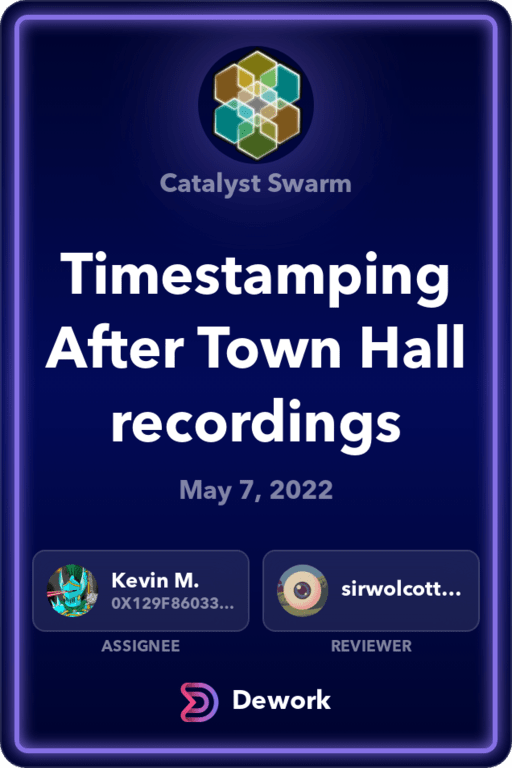 Catalyst Swarm
Timestamping
After Town Hall
recordings
May 7, 2022
Kevin M.
0X129F86033...
sirwolcott...
ASSIGNEE
REVIEWER
Dework